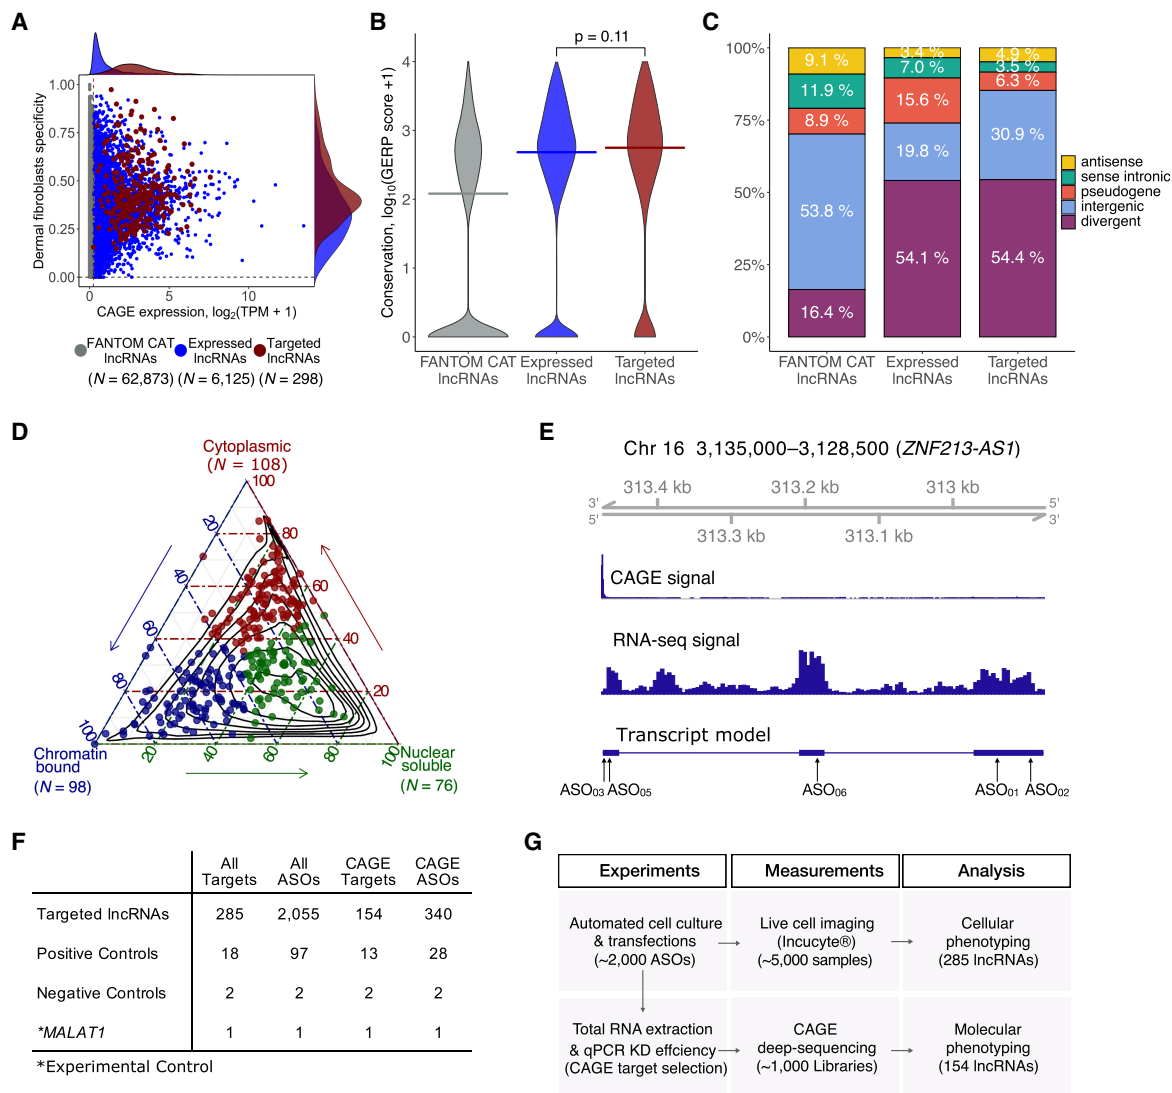 A
Dermal fibroblasts specificity
1.00
0.75
0.50
0.25
0.00
0
5
10
CAGE expression, log2(TPM + 1)
FANTOM CAT lncRNAs
Expressed lncRNAs
Targeted lncRNAs
(N = 62,873) (N = 6,125) (N = 298)
B
p = 0.11
Conservation, log10(GERP score +1)
4
3
2
1
0
FANTOM CAT lncRNAs
Expressed lncRNAs
Targeted lncRNAs
C
100%
75%
50%
25%
0%
9.1 %
11.9 %
8.9 %
53.8 %
16.4 %
3.4 %
7.0 %
15.6 %
19.8 %
54.1 %
4.9 %
3.5 %
6.3 %
30.9 %
54.4 %
FANTOM CAT lncRNAs
Expressed lncRNAs
Targeted lncRNAs
antisense
sense intronic
pseudogene
intergenic
divergent
D
Cytoplasmic
(N = 108)
100
80
60
40
20
20
40
60
80
100
20
40
60
80
100
Chromatin bound
(N = 98)
Nuclear soluble
(N = 76)
E
Chr 16 3,135,000–3,128,500 (ZNF213-AS1)
313.4 kb
313.2 kb
313 kb
3'
5'
5'
3'
313.3 kb
313.1 kb
CAGE signal
RNA-seq signal
Transcript model
ASO03
ASO05
ASO06
ASO01
ASO02
F
All Targets
All ASOs
CAGE Targets
CAGE ASOs
Targeted lncRNAs 285 2,055 154 340
Positive Controls 18 97 13 28
Negative Controls 2 2 2 2
*MALAT1 1 1 1 1
*Experimental Control
G
Experiments
Measurements
Analysis
Automated cell culture
& transfections
(~2,000 ASOs)
Live cell imaging
(Incucyte®)
(~5,000 samples)
Cellular
phenotyping
(285 lncRNAs)
Total RNA extraction
& qPCR KD effciency
(CAGE target selection)
CAGE
deep-sequencing
(~1,000 Libraries)
Molecular
phenotyping
(154 lncRNAs)